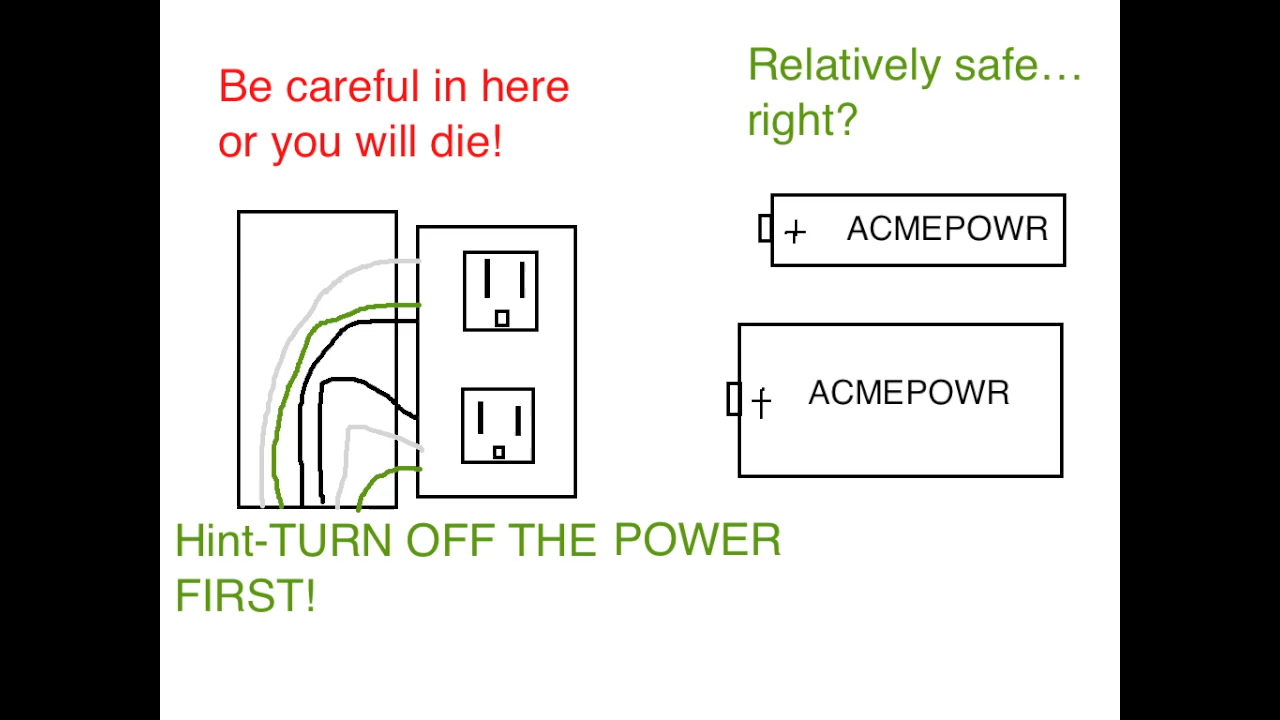 Be careful in here
or you will die!
Relatively safe…
right?
+ ACMEPOWR
+ ACMEPOWR
Hint-TURN OFF THE POWER
FIRST!